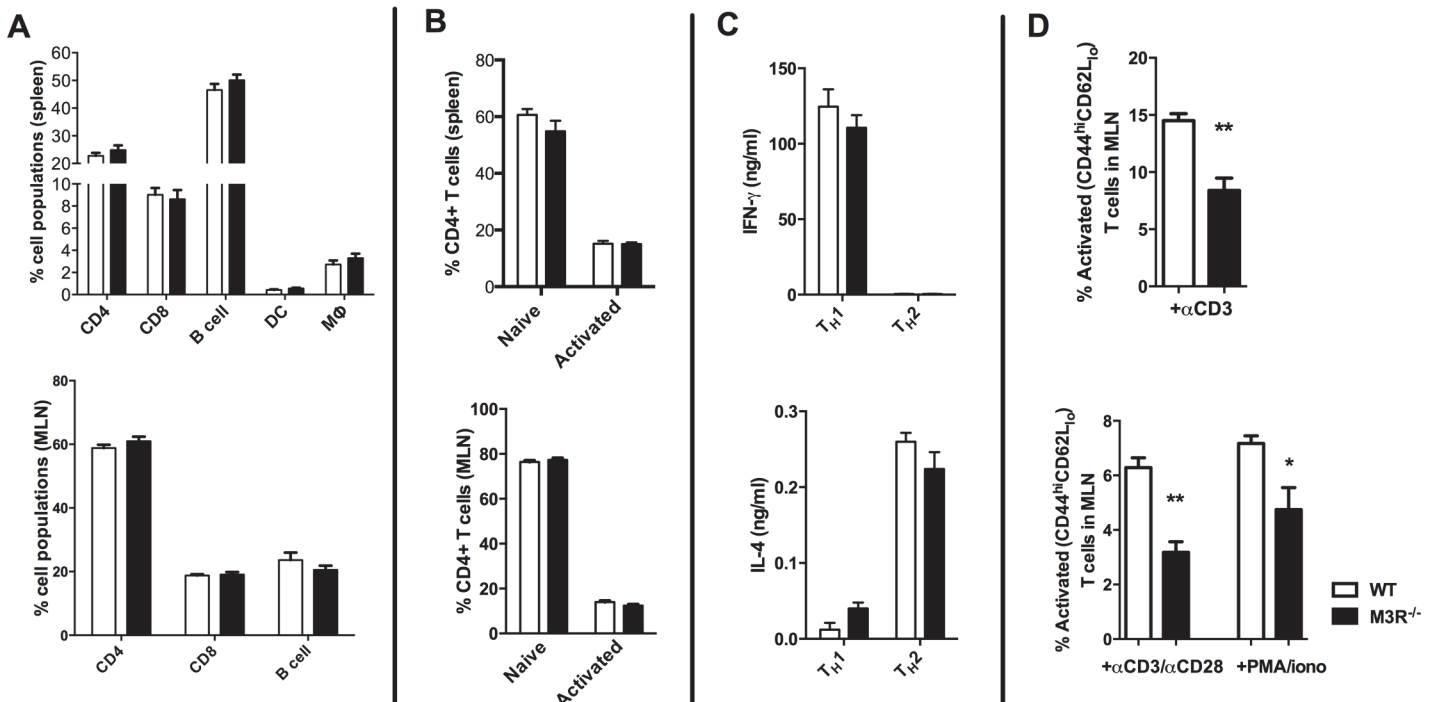 A
% cell populations (spleen)
60
50
40
30
20
10
8
6
4
2
0
CD4
CD8
B cell
DC
MΦ
% cell populations (MLN)
80
60
40
20
0
CD4
CD8
B cell
B
% CD4+ T cells (spleen)
80
60
40
20
0
Naive
Activated
% CD4+ T cells (MLN)
100
80
60
40
20
0
Naive
Activated
C
IFN-γ (ng/ml)
150
100
50
0
TH1
TH2
IL-4 (ng/ml)
0.3
0.2
0.1
0.0
TH1
TH2
D
% Activated (CD44hiCD62Llo)
T cells in MLN
20
15
10
5
0
**
+αCD3
% Activated (CD44hiCD62Llo)
T cells in MLN
8
6
4
2
0
**
*
+αCD3/αCD28
+PMA/iono
WT
M3R-/-